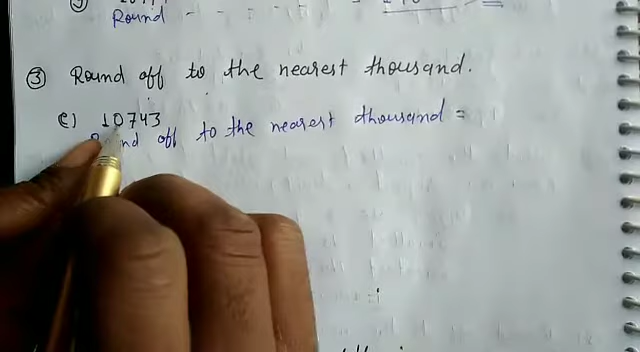 Round - - - - -
③ Round off to the nearest thousand.
e) 10743
Round off to the nearest thousand =